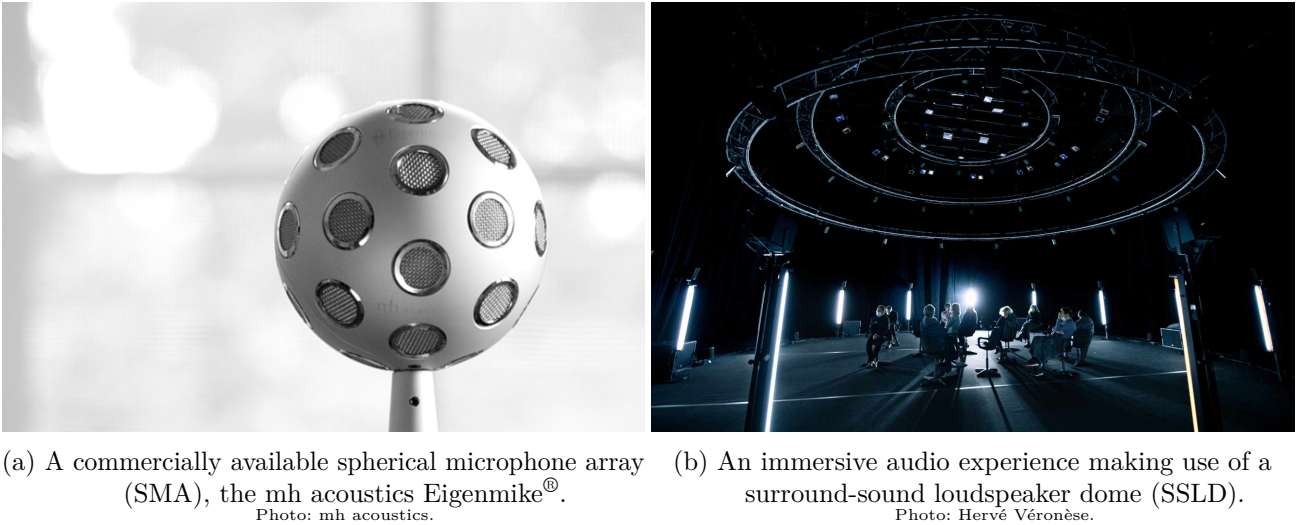 mh
(a) A commercially available spherical microphone array
(SMA), the mh acoustics Eigenmike®.
Photo: mh acoustics.
(b) An immersive audio experience making use of a
surround-sound loudspeaker dome (SSLD).
Photo: Hervé Véronèse.